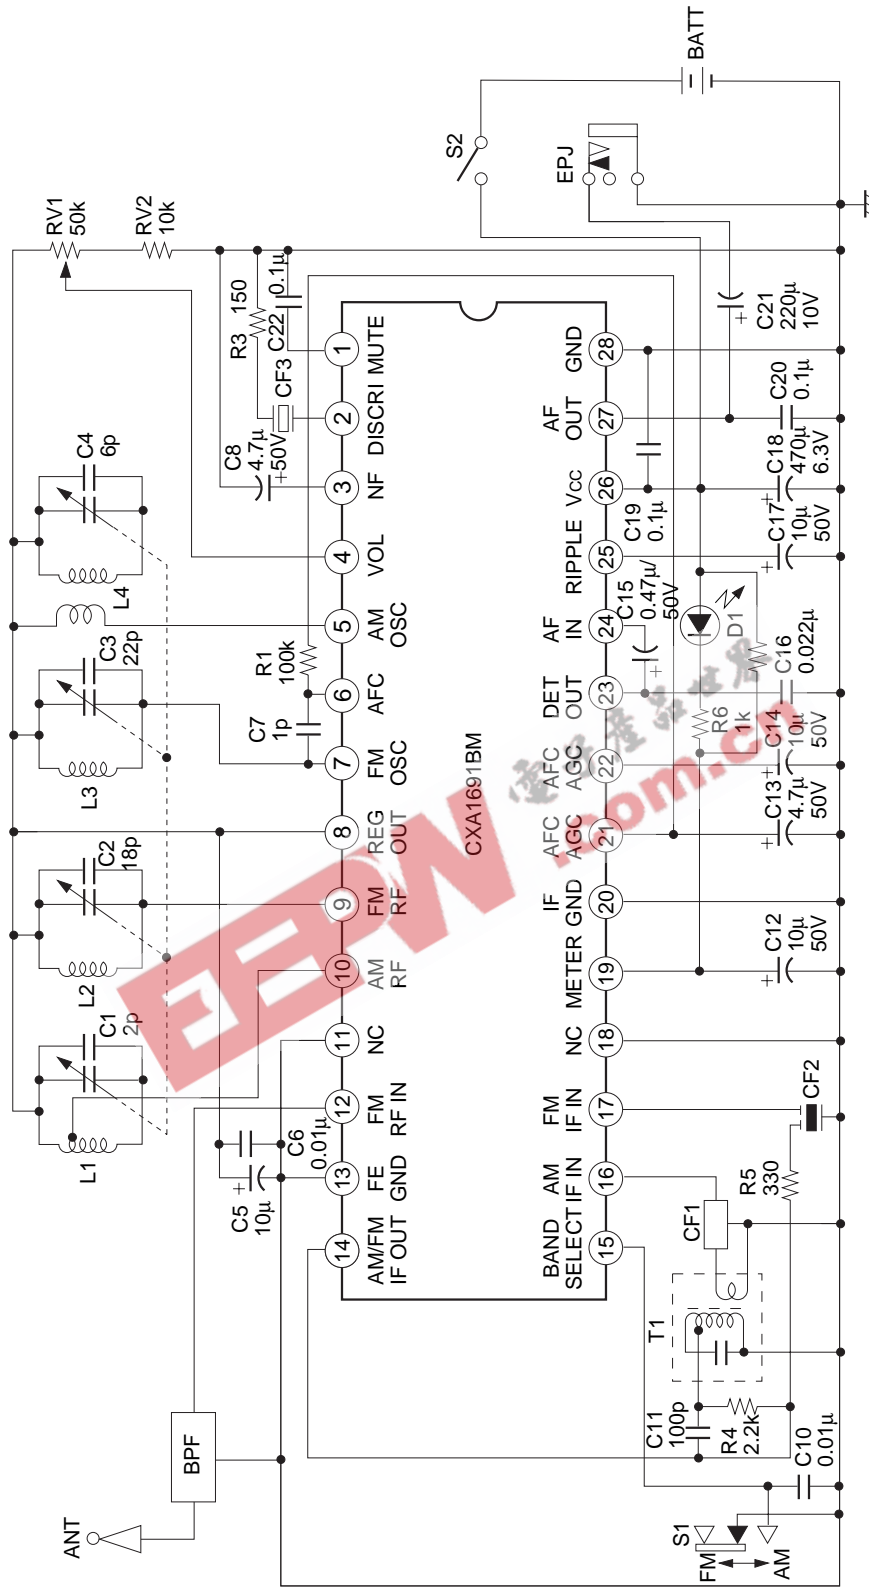 ANT
BPF
L1
C1
2p
L2
C2
18p
L3
C3
22p
L4
C4
6p
RV1
50k
RV2
10k
C5
10μ
+
C6
0.01μ
C7
1p
R1
100k
C8
4.7μ
+50V
R3
150
C22
0.1μ
CF3
1
MUTE
2
DISCRI
3
NF
4
VOL
5
AM
OSC
6
AFC
7
FM
OSC
8
REG
OUT
9
FM
RF
10
AM
RF
11
NC
12
FM
RF IN
13
FE
GND
14
AM/FM
IF OUT
CXA1691BM
BAND
SELECT
15
AM
IF IN
16
FM
IF IN
17
NC
18
METER
19
IF
GND
20
AFC
AGC
21
AFC
AGC
22
DET
OUT
23
AF
IN
24
RIPPLE
25
Vcc
26
AF
OUT
27
GND
28
S1
FM
AM
C10
0.01μ
C11
100p
R4
2.2k
T1
CF1
R5
330
CF2
C12
10μ
50V
+
C13
4.7μ
50V
+
C14
10μ
50V
+
R6
1k
C16
0.022μ
D1
C15
0.47μ/
50V
+
C17
10μ
50V
+
C18
470μ
6.3V
+
C19
0.1μ
C20
0.1μ
C21
220μ
10V
+
EPJ
S2
BATT
EEPW
.com.cn
電子產品世界